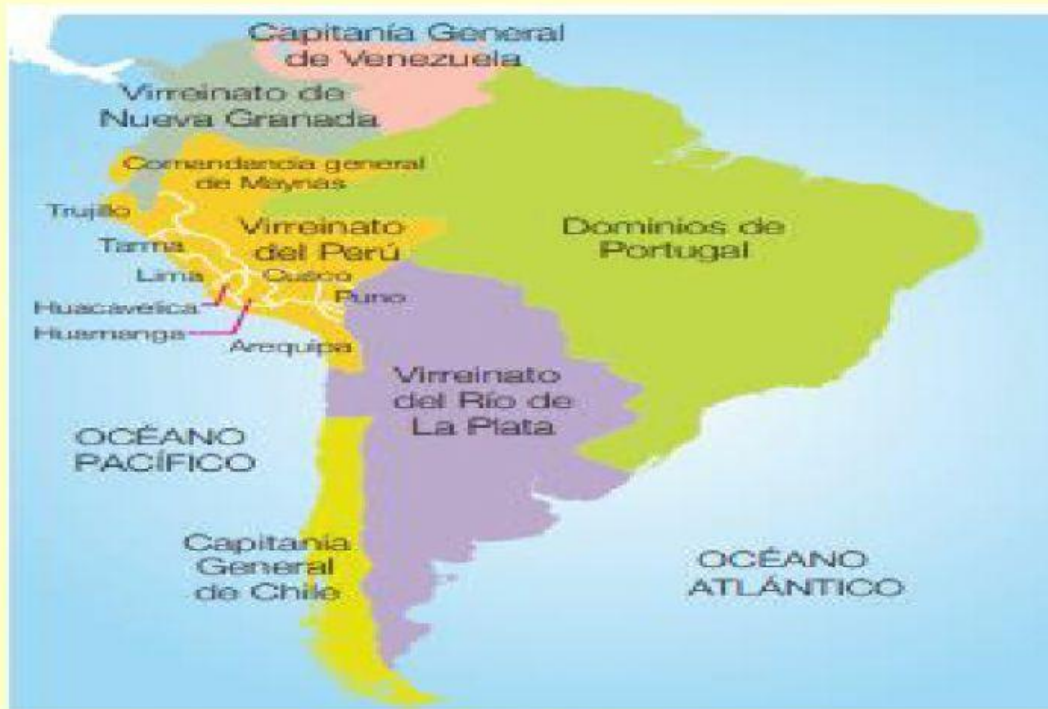 Capitanía General
de Venezuela
Virreinato de
Nueva Granada
Comandancia general
de Maynas
Trujillo
Virreinato
del Perú
Dominios de
Portugal
Tarma
Lima
Cusco
Puno
Huacavelica
Huamanga
Arequipa
Virreinato
del Río de
La Plata
OCÉANO
PACÍFICO
Capitanía
General
de Chile
OCÉANO
ATLÁNTICO